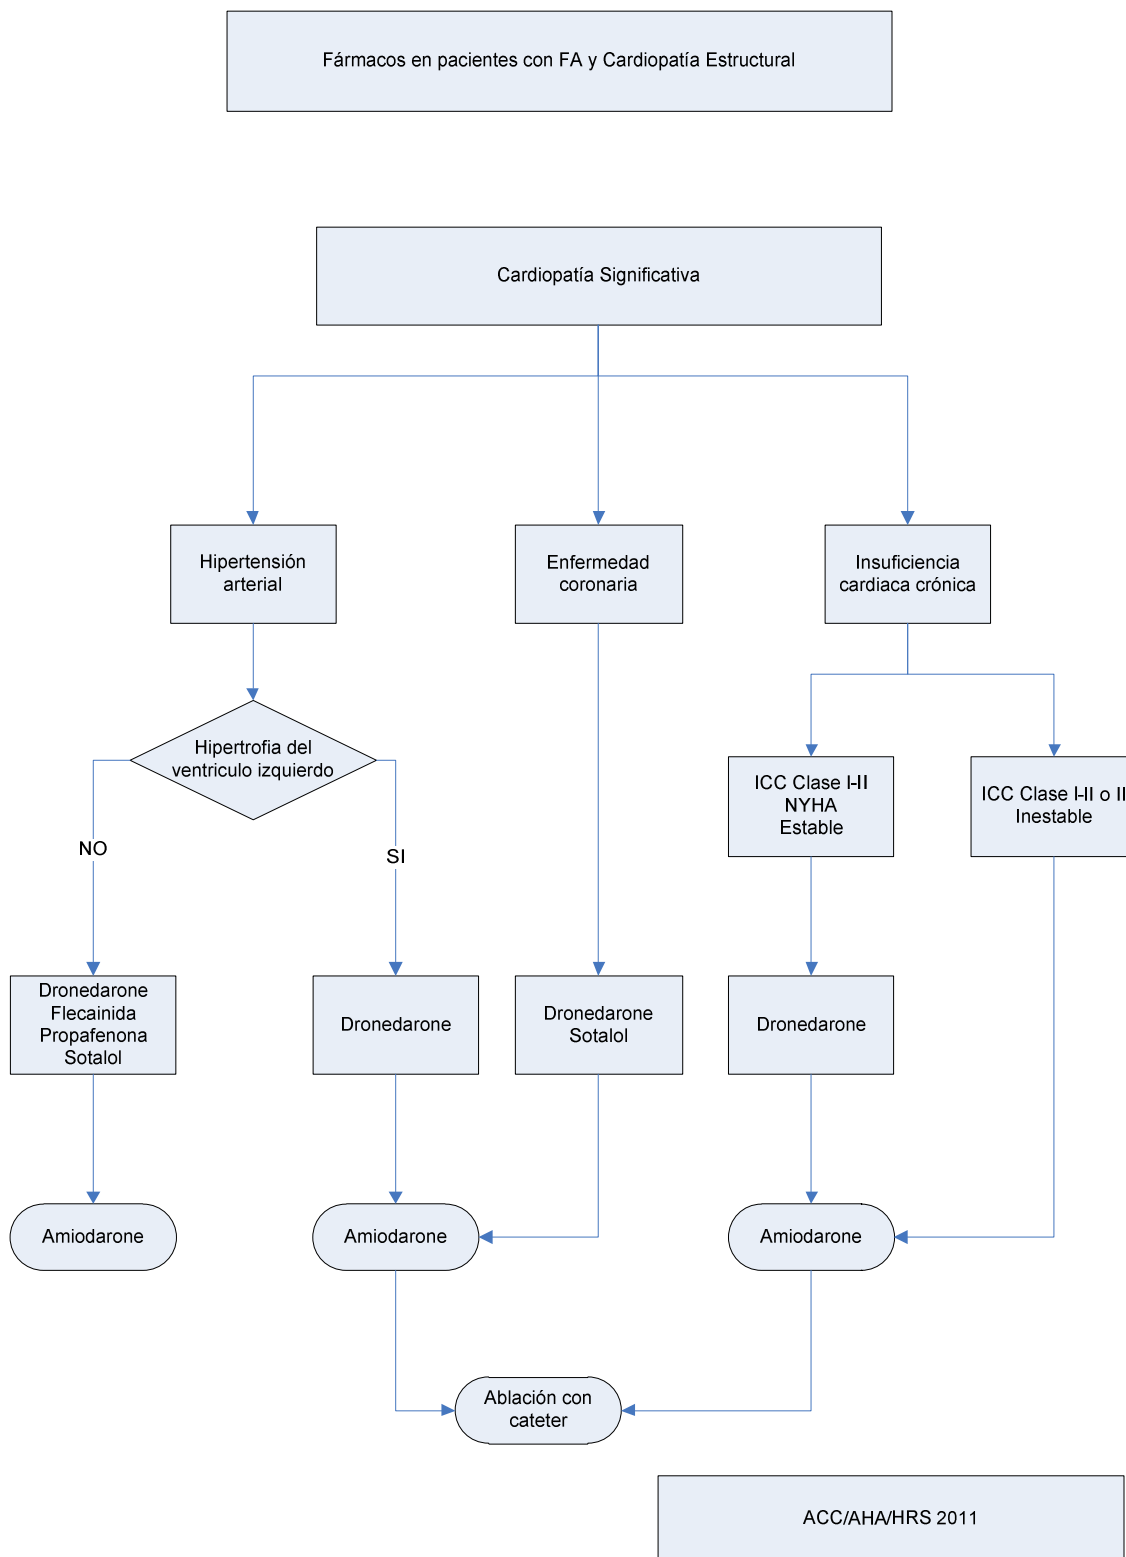 Fármacos en pacientes con FA y Cardiopatía Estructural
Cardiopatía Significativa
Hipertensión
arterial
Enfermedad
coronaria
Insuficiencia
cardiaca crónica
Hipertrofia del
ventriculo izquierdo
ICC Clase I-II
NYHA
Estable
ICC Clase I-II o II
Inestable
NO
SI
Dronedarone
Flecainida
Propafenona
Sotalol
Dronedarone
Dronedarone
Sotalol
Dronedarone
Amiodarone
Amiodarone
Amiodarone
Ablación con
cateter
ACC/AHA/HRS 2011